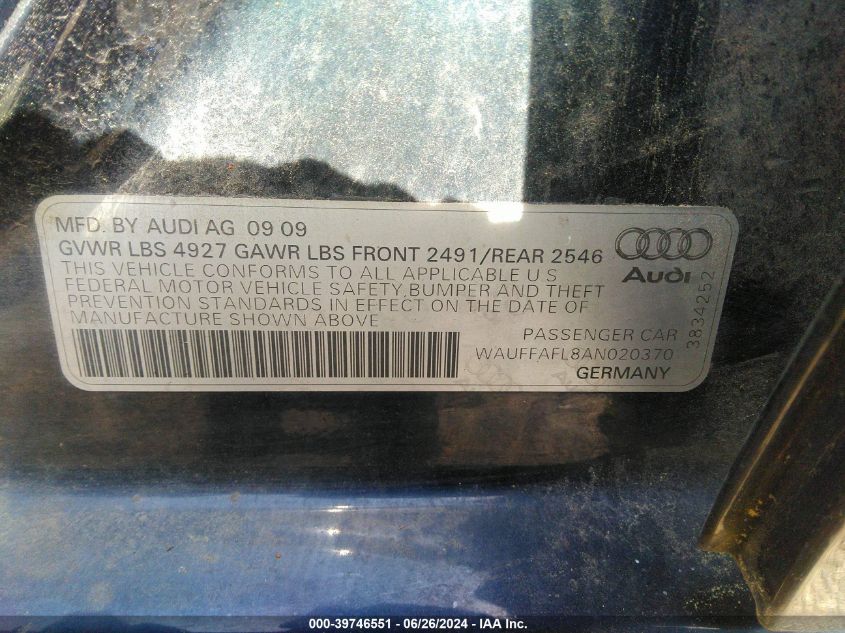 MFD. BY AUDI AG 09 09
GVWR LBS 4927 GAWR LBS FRONT 2491/REAR 2546
THIS VEHICLE CONFORMS TO ALL APPLICABLE U S
FEDERAL MOTOR VEHICLE SAFETY, BUMPER AND THEFT
PREVENTION STANDARDS IN EFFECT ON THE DATE OF
MANUFACTURE SHOWN ABOVE
PASSENGER CAR
WAUFFAFL8AN020370
GERMANY
Audi
3834252
000-39746551 / 06/26/2024 - IAA Inc.